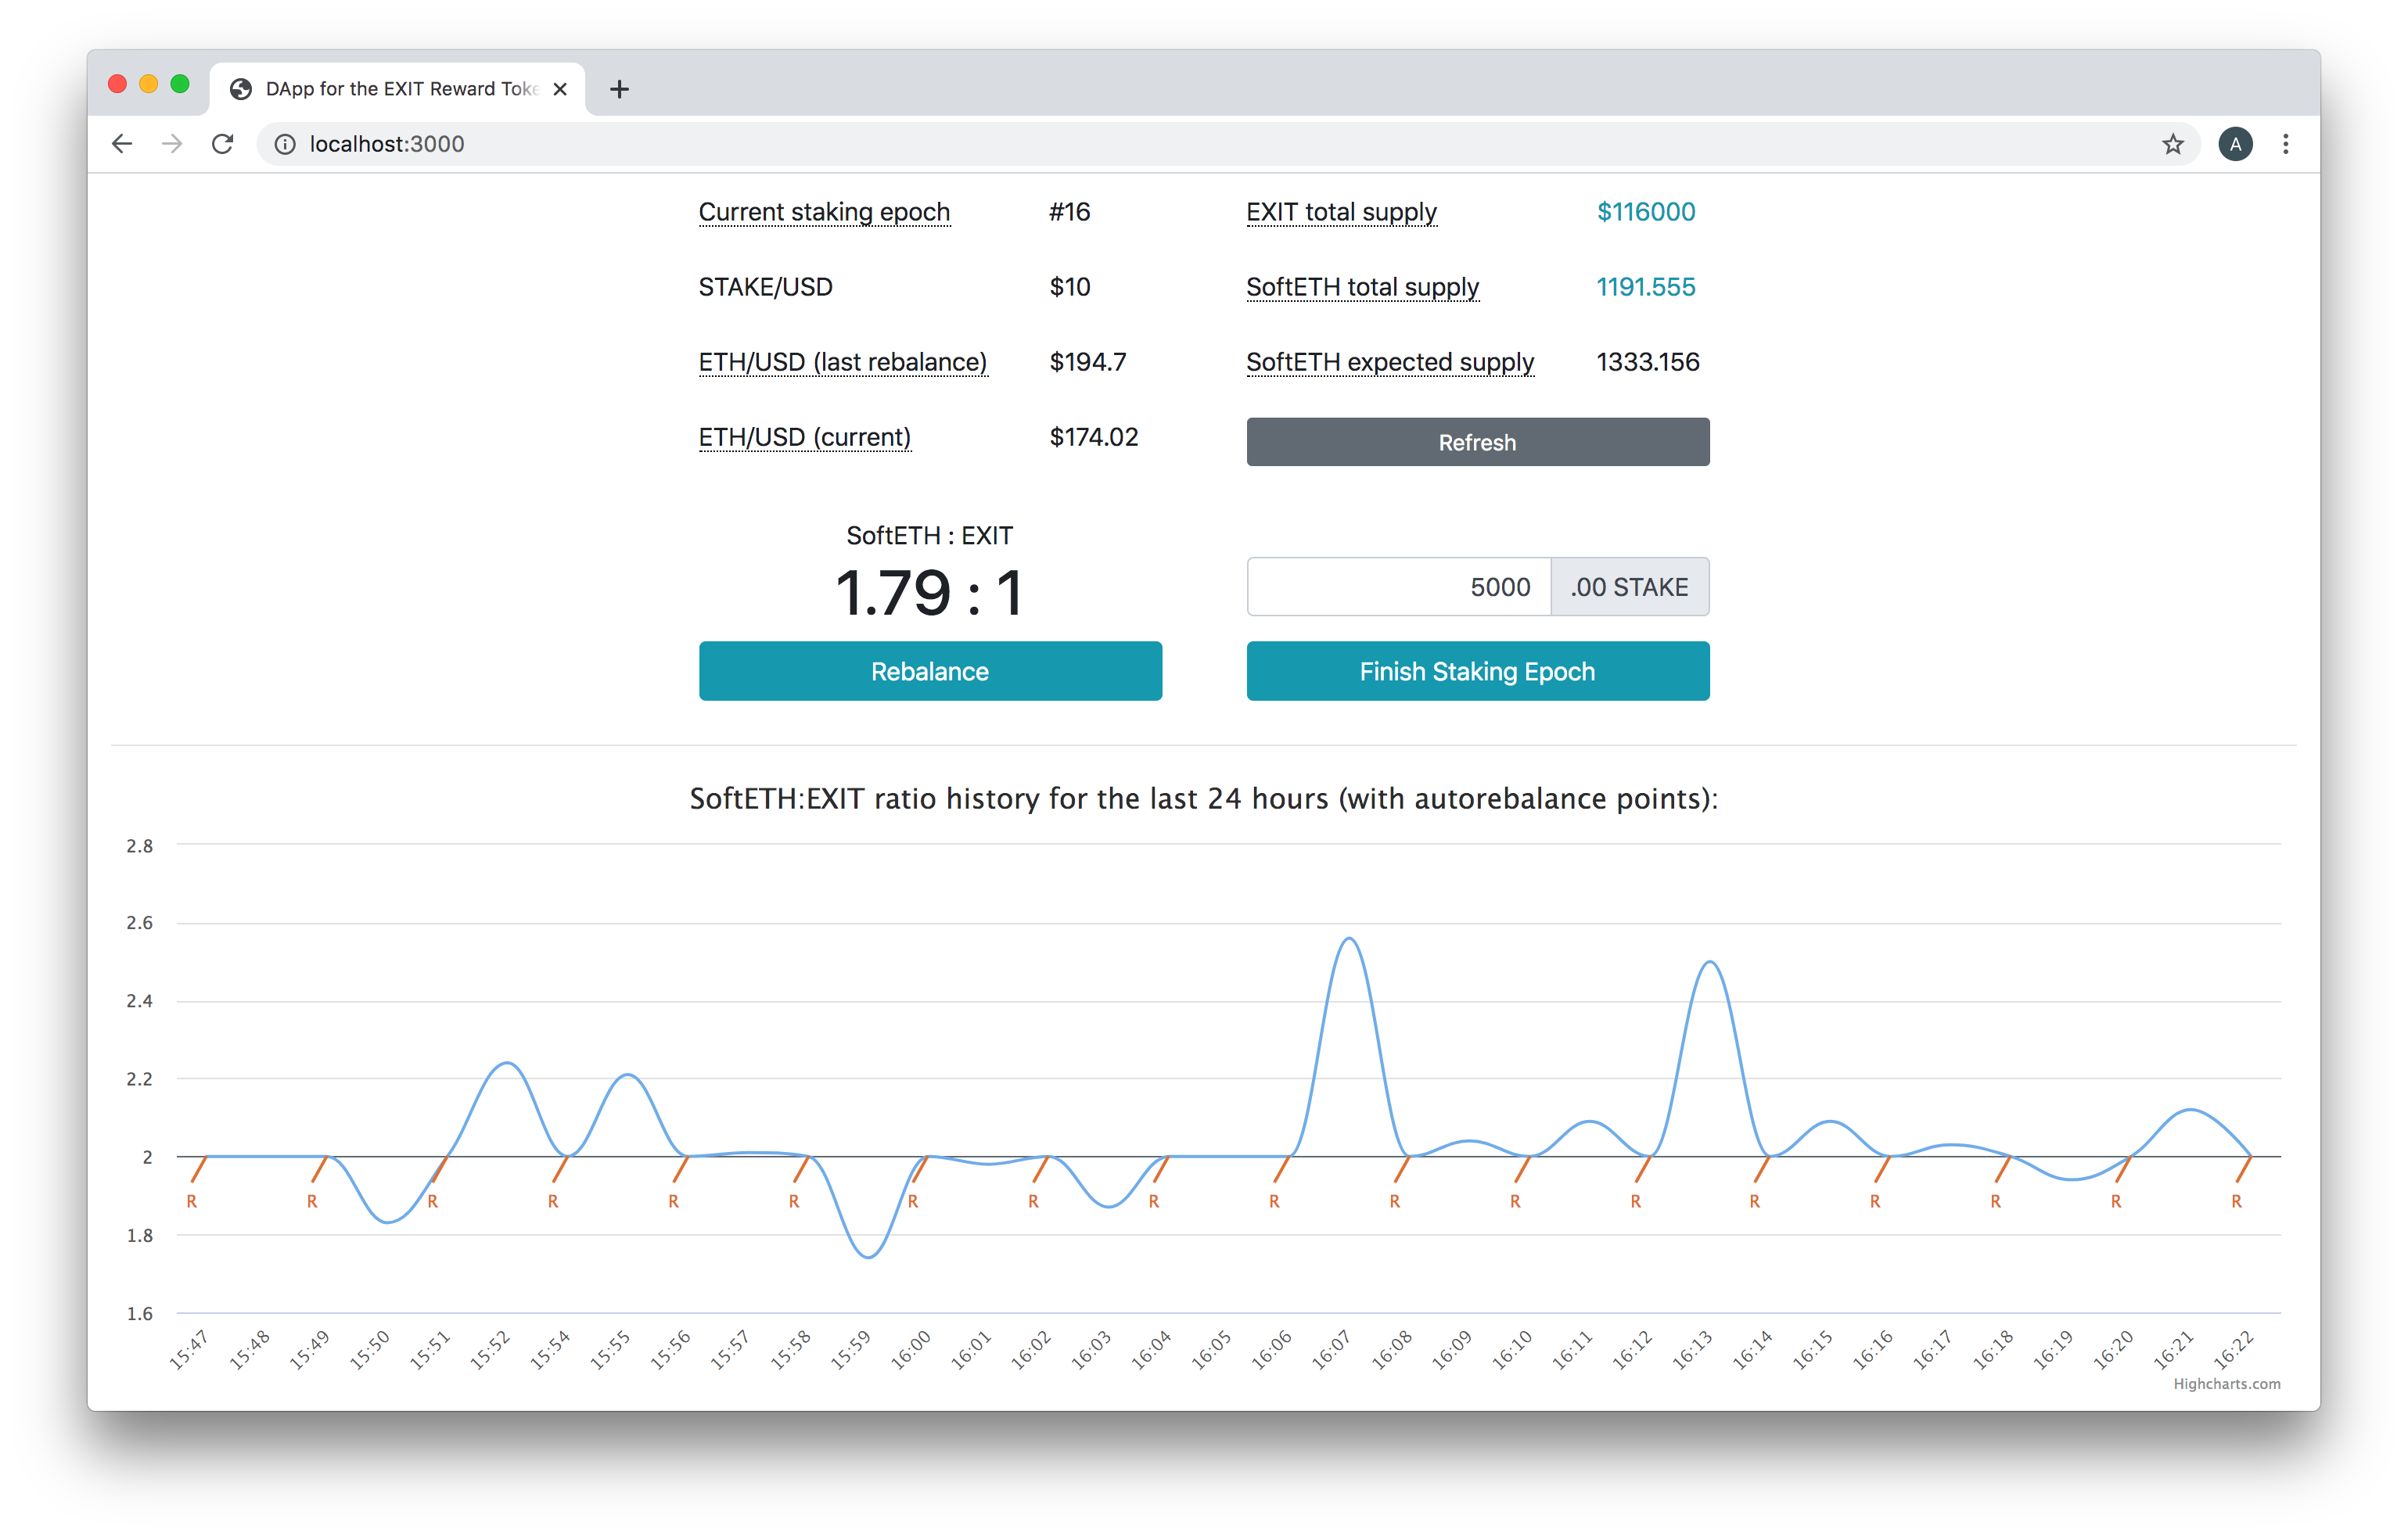 DApp for the EXIT Reward Toke
localhost:3000
A
Current staking epoch #16 EXIT total supply $116000
STAKE/USD $10 SoftETH total supply 1191.555
ETH/USD (last rebalance) $194.7 SoftETH expected supply 1333.156
ETH/USD (current) $174.02 Refresh
SoftETH : EXIT
1.79 : 1 5000 .00 STAKE
Rebalance Finish Staking Epoch
SoftETH:EXIT ratio history for the last 24 hours (with autorebalance points):
2.8
2.6
2.4
2.2
2
R R R R R R R R R R R R R R R R R R
1.8
1.6
15:47 15:48 15:49 15:50 15:51 15:52 15:54 15:55 15:56 15:57 15:58 15:59 16:00 16:01 16:02 16:03 16:04 16:05 16:06 16:07 16:08 16:09 16:10 16:11 16:12 16:13 16:14 16:15 16:16 16:17 16:18 16:19 16:20 16:21 16:22
Highcharts.com